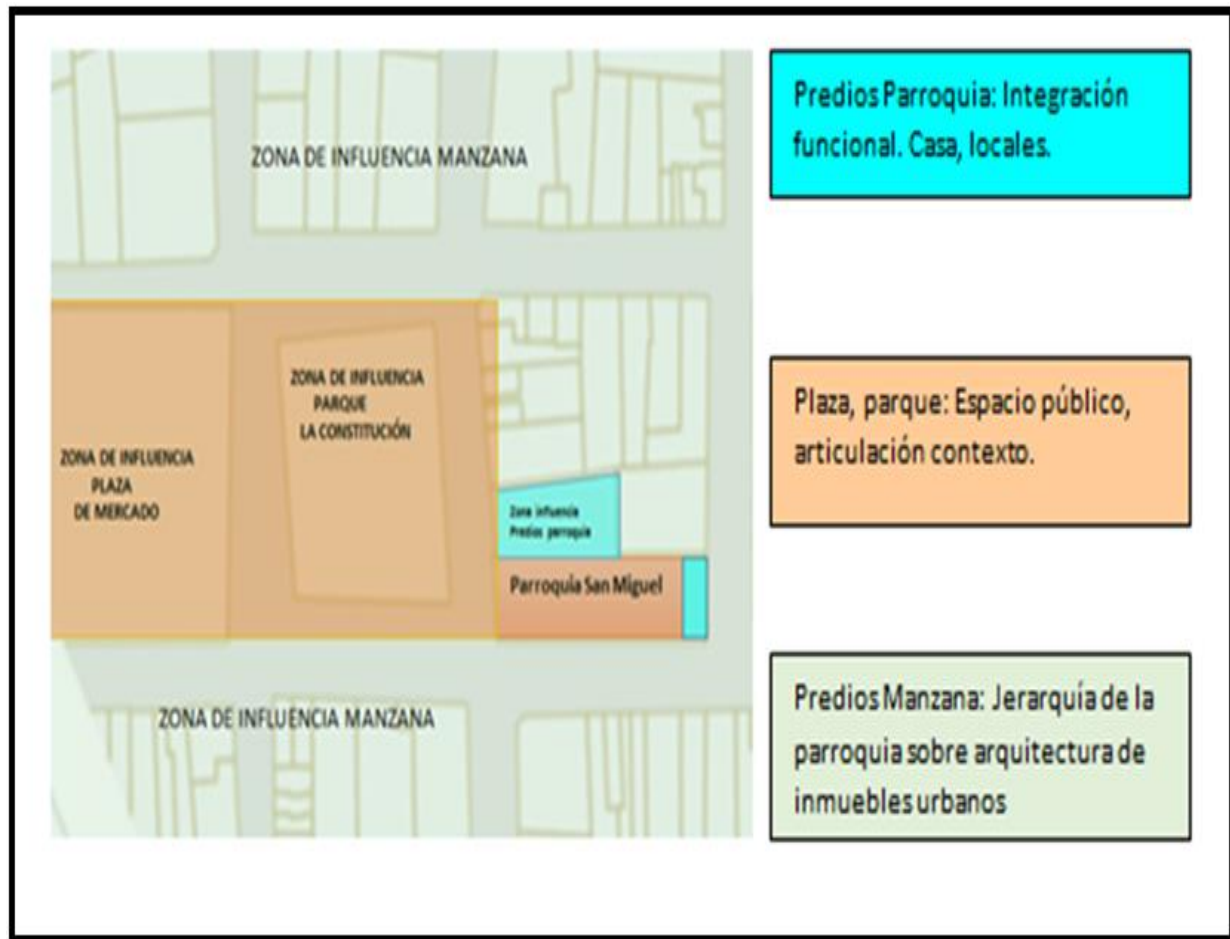 ZONA DE INFLUENCIA MANZANA
ZONA DE INFLUENCIA
PARQUE
LA CONSTITUCIÓN
ZONA DE INFLUENCIA
PLAZA
DE MERCADO
Zona influencia
Predios parroquia
Parroquia San Miguel
ZONA DE INFLUENCIA MANZANA
Predios Parroquia: Integración
funcional. Casa, locales.
Plaza, parque: Espacio público,
articulación contexto.
Predios Manzana: Jerarquía de la
parroquia sobre arquitectura de
inmuebles urbanos